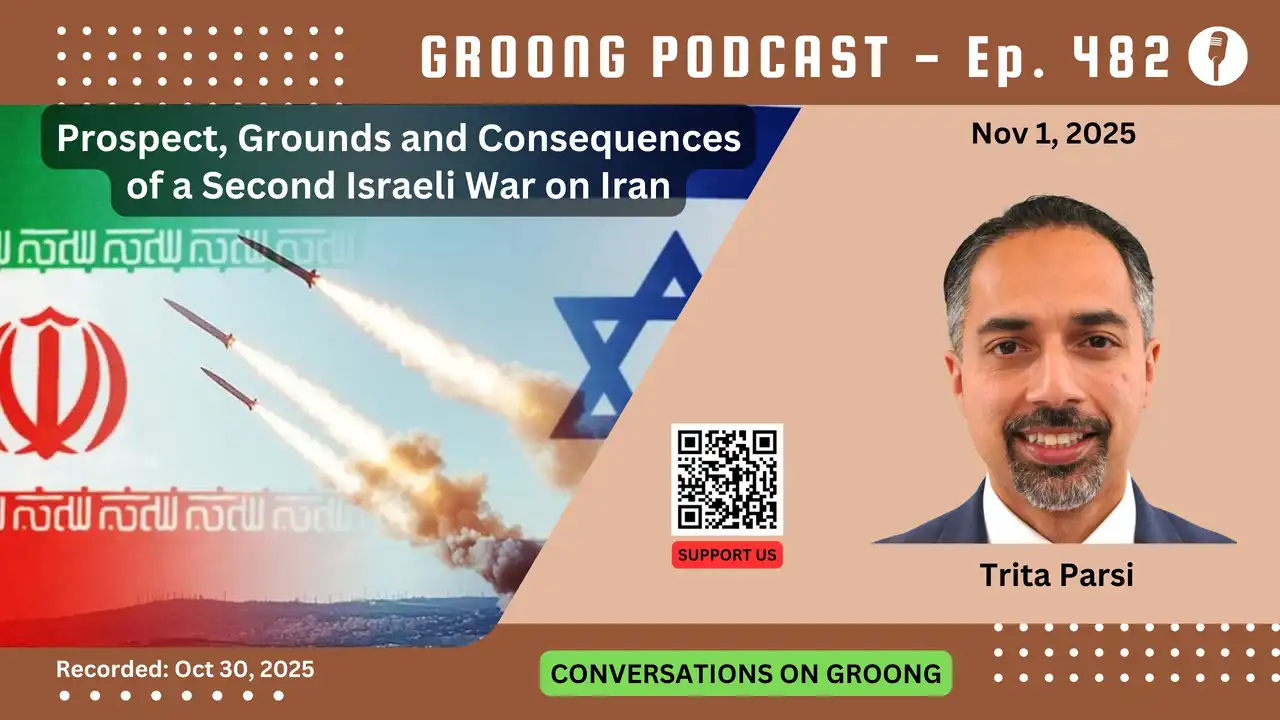 GROONG PODCAST – Ep. 482
Prospect, Grounds and Consequences
of a Second Israeli War on Iran
Nov 1, 2025
SUPPORT US
Trita Parsi
Recorded: Oct 30, 2025
CONVERSATIONS ON GROONG